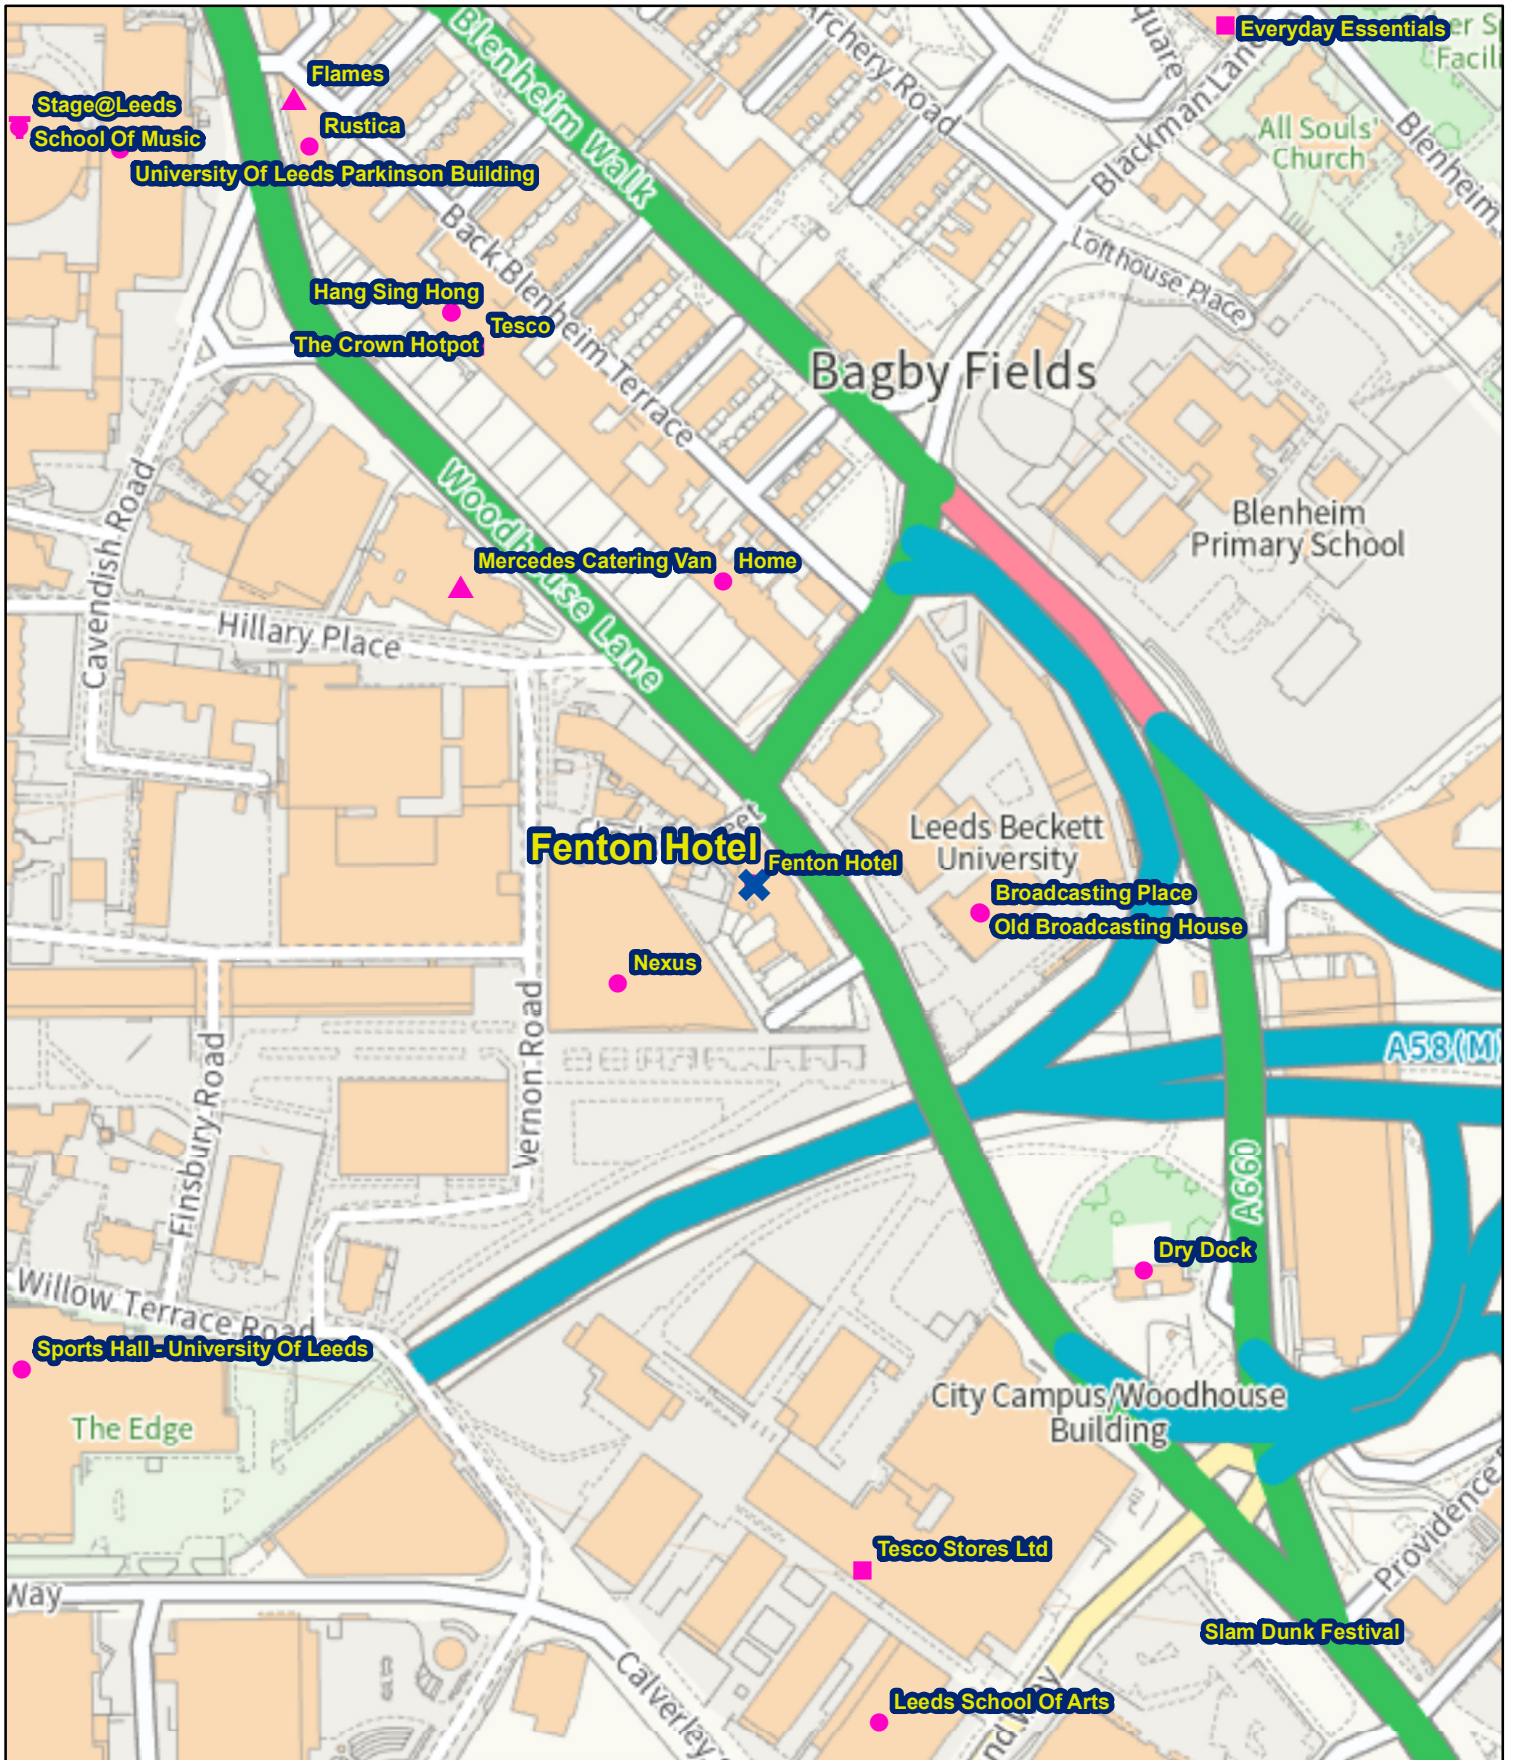 Blenheim Walk
Archery Road
Square
Everyday Essentials
Facili
Flames
Stage@Leeds
School Of Music
Rustica
University Of Leeds Parkinson Building
Blackman Lane
All Souls'
Church
Blenheim
Back Blenheim Terrace
Lofthouse Place
Hang Sing Hong
Tesco
The Crown Hotpot
Bagby Fields
Cavendish Road
Woodhouse Lane
Blenheim
Primary School
Mercedes Catering Van
Home
Hillary Place
Leeds Beckett
University
Fenton Hotel
Fenton Hotel
Broadcasting Place
Old Broadcasting House
Nexus
Vernon Road
Finsbury Road
A58(M)
A660
Dry Dock
Willow Terrace Road
Sports Hall - University Of Leeds
The Edge
City Campus/Woodhouse
Building
Providence
Tesco Stores Ltd
Way
Slam Dunk Festival
Calverley
Leeds School Of Arts